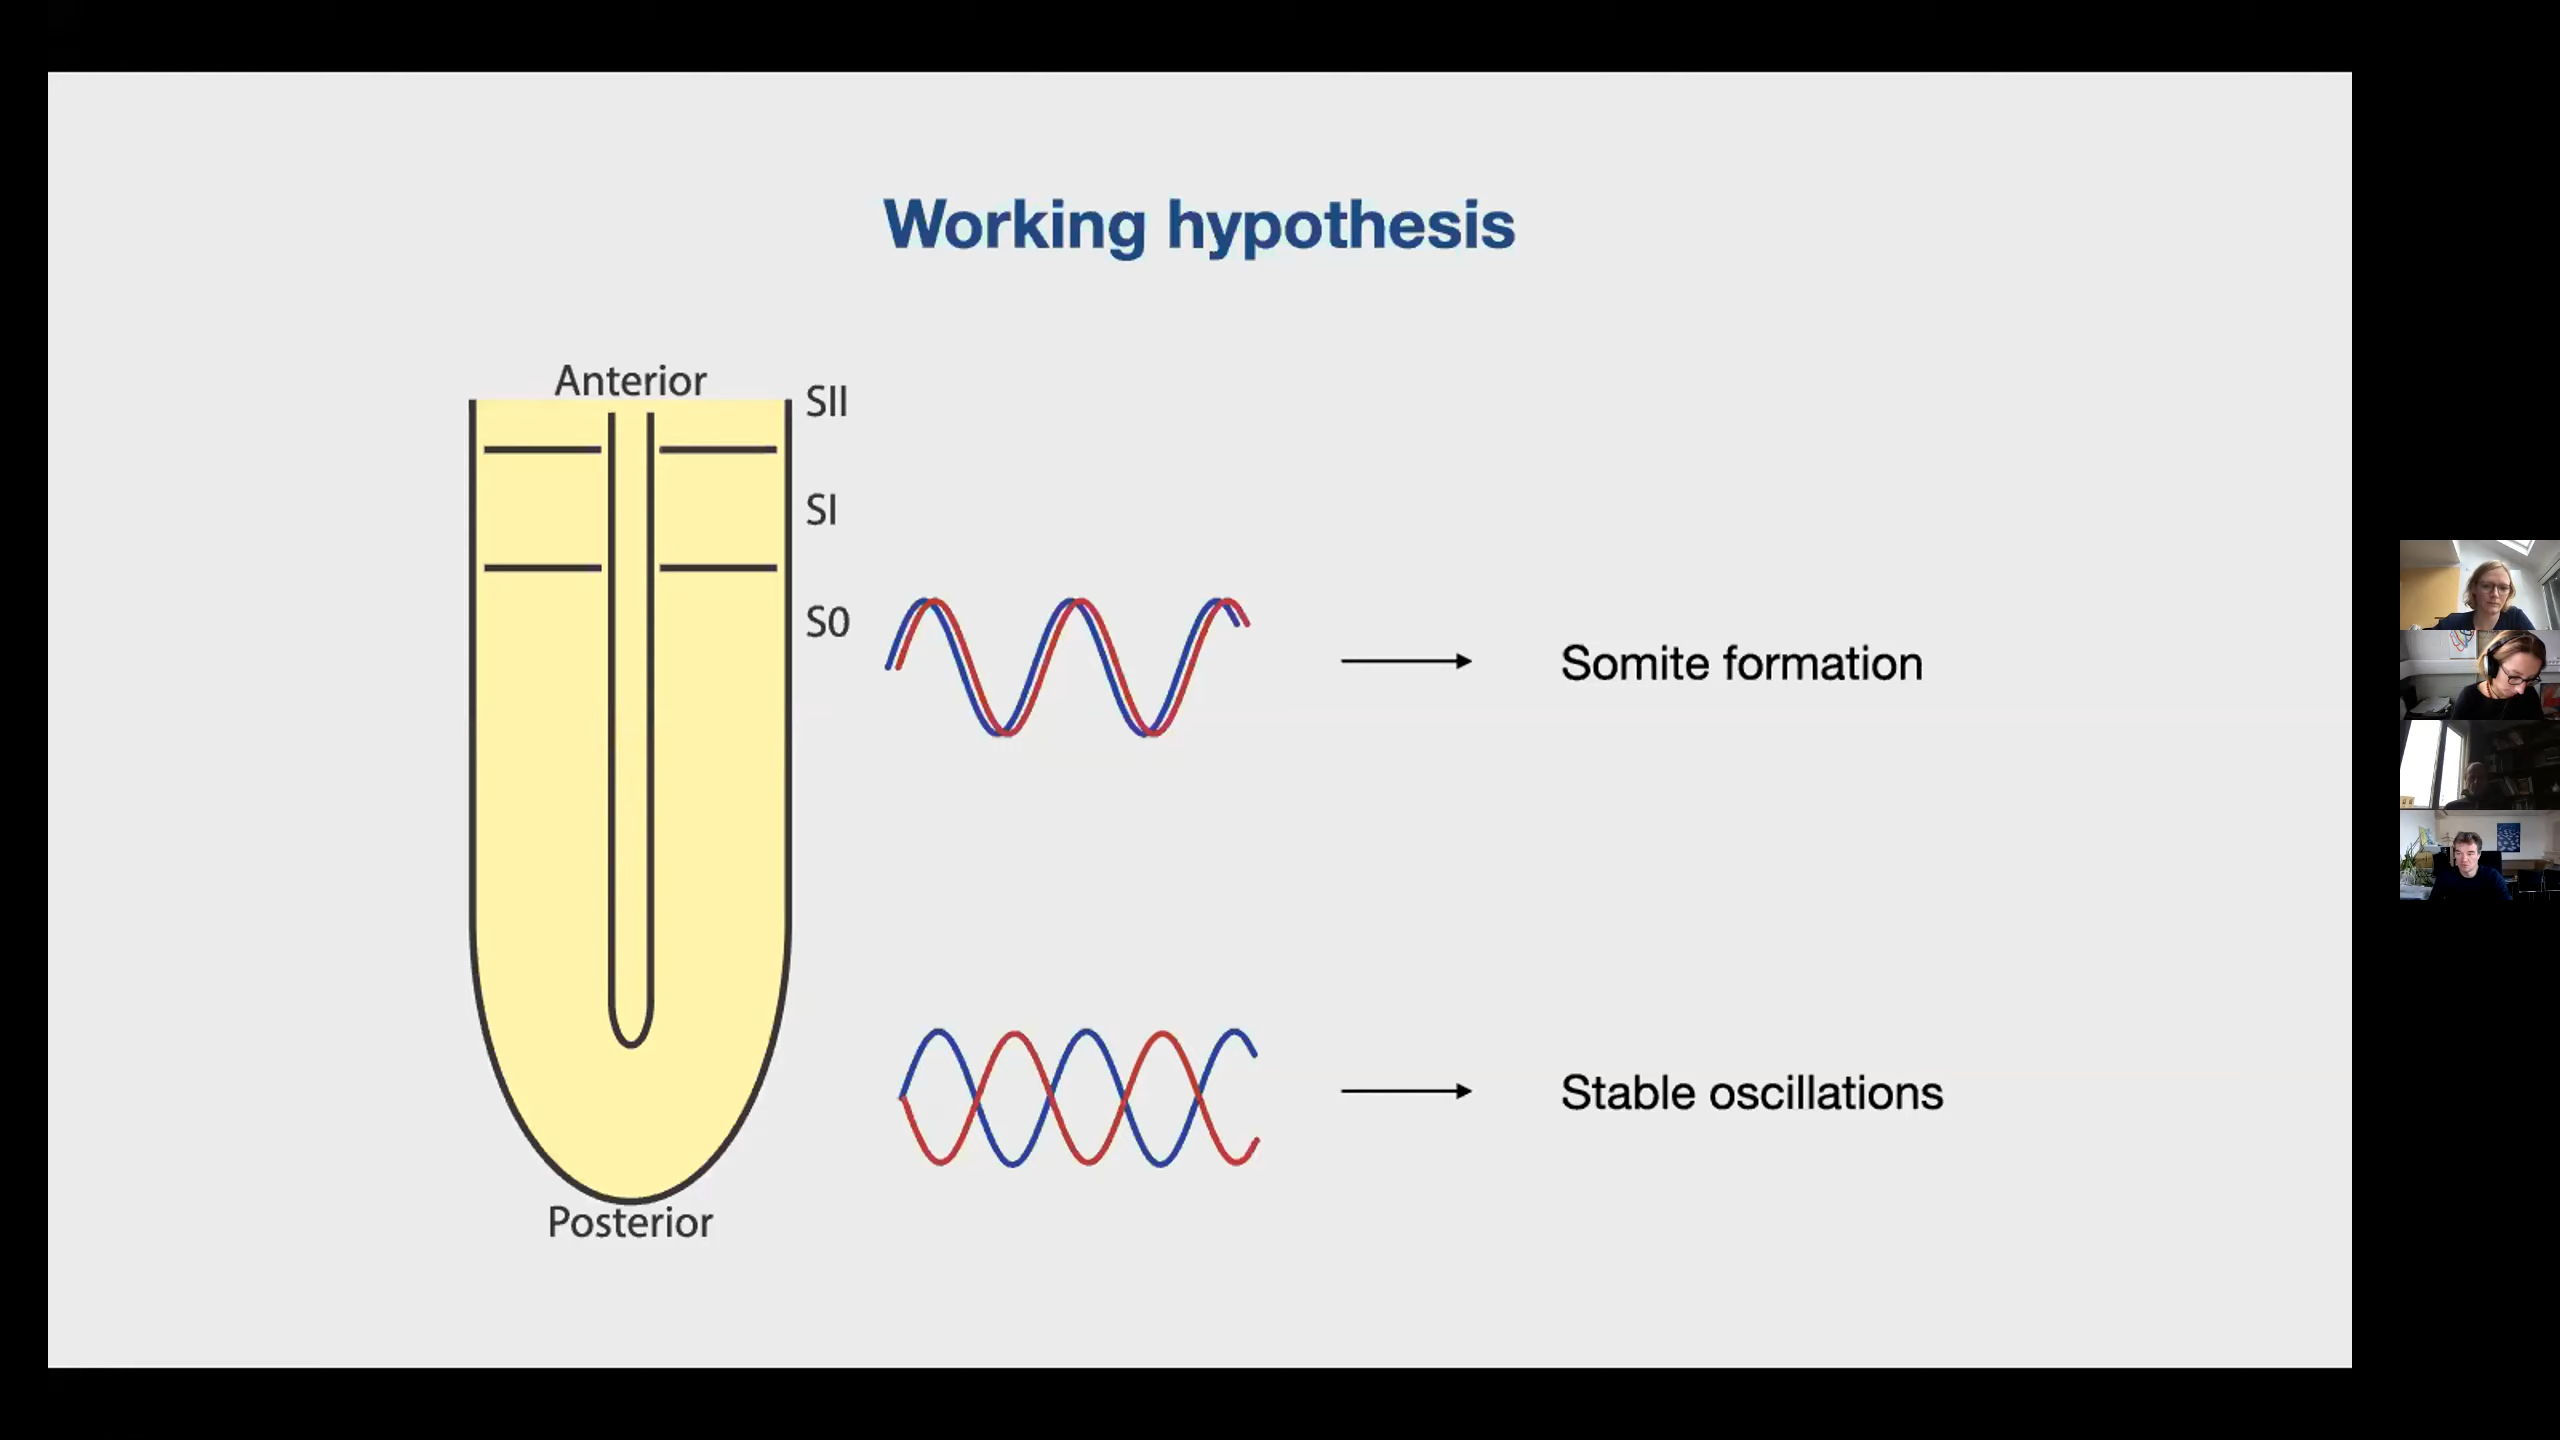 Working hypothesis
Anterior
SII
SI
S0
Somite formation
Stable oscillations
Posterior